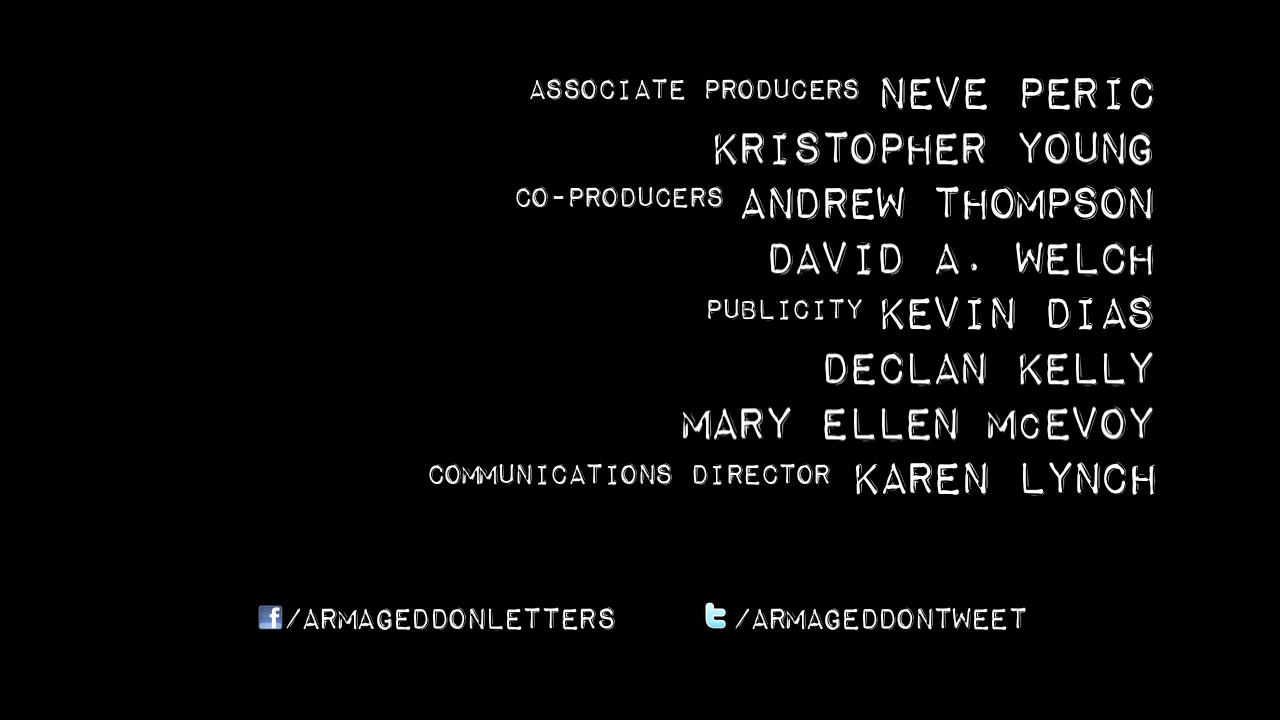 ASSOCIATE PRODUCERS NEVE PERIC
KRISTOPHER YOUNG
CO-PRODUCERS ANDREW THOMPSON
DAVID A. WELCH
PUBLICITY KEVIN DIAS
DECLAN KELLY
MARY ELLEN McEVOY
COMMUNICATIONS DIRECTOR KAREN LYNCH
f/ARMAGEDDONLETTERS t/ARMAGEDDONTWEET